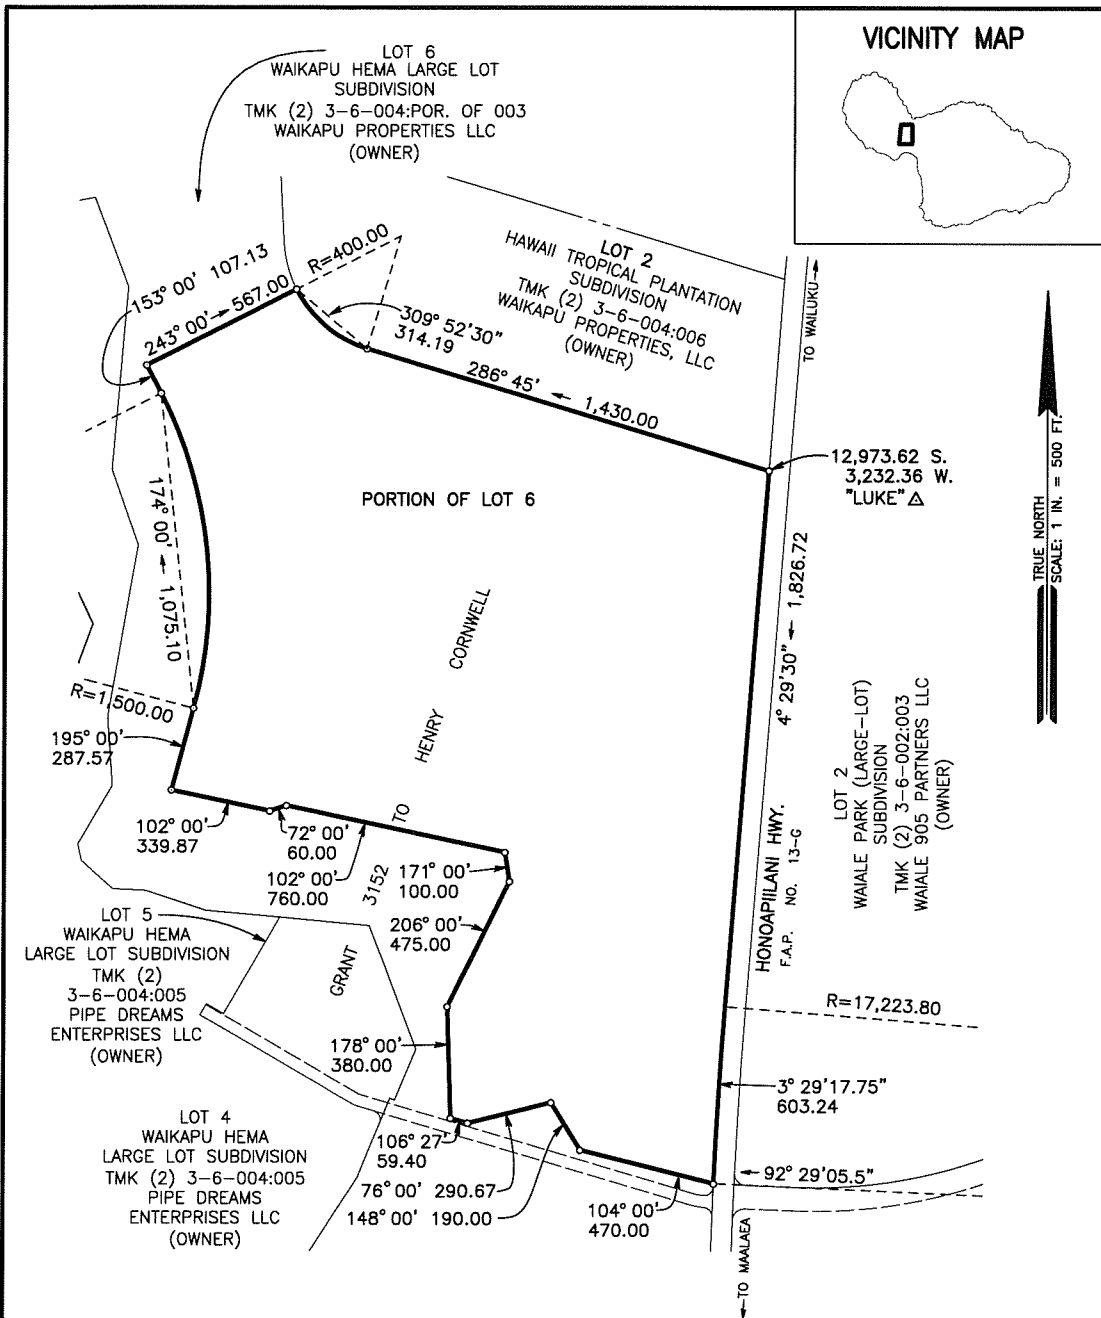 VICINITY MAP
LOT 6
WAIKAPU HEMA LARGE LOT
SUBDIVISION
TMK (2) 3-6-004:POR. OF 003
WAIKAPU PROPERTIES LLC
(OWNER)
153° 00' 107.13
243° 00' 567.00
R=400.00
309° 52'30"
314.19
LOT 2
HAWAII TROPICAL PLANTATION
SUBDIVISION
TMK (2) 3-6-004:006
WAIKAPU PROPERTIES, LLC
(OWNER)
286° 45' 1,430.00
TO WAILUKU
12,973.62 S.
3,232.36 W.
"LUKE"
TRUE NORTH
SCALE: 1 IN. = 500 FT.
PORTION OF LOT 6
174° 00' 1,075.10
R=1,500.00
195° 00'
287.57
4° 29'30" 1,826.72
GRANT 3152 TO HENRY CORNWELL
102° 00'
339.87
72° 00'
60.00
102° 00'
760.00
171° 00'
100.00
206° 00'
475.00
HONOAPIILANI HWY.
F.A.P. NO. 13-G
LOT 2
WAIALE PARK (LARGE-LOT)
SUBDIVISION
TMK (2) 3-6-002:003
WAIALE 905 PARTNERS LLC
(OWNER)
LOT 5
WAIKAPU HEMA
LARGE LOT SUBDIVISION
TMK (2)
3-6-004:005
PIPE DREAMS
ENTERPRISES LLC
(OWNER)
R=17,223.80
178° 00'
380.00
3° 29'17.75"
603.24
LOT 4
WAIKAPU HEMA
LARGE LOT SUBDIVISION
TMK (2) 3-6-004:005
PIPE DREAMS
ENTERPRISES LLC
(OWNER)
106° 27'
59.40
76° 00' 290.67
148° 00' 190.00
104° 00'
470.00
92° 29'05.5"
TO MAALAEA